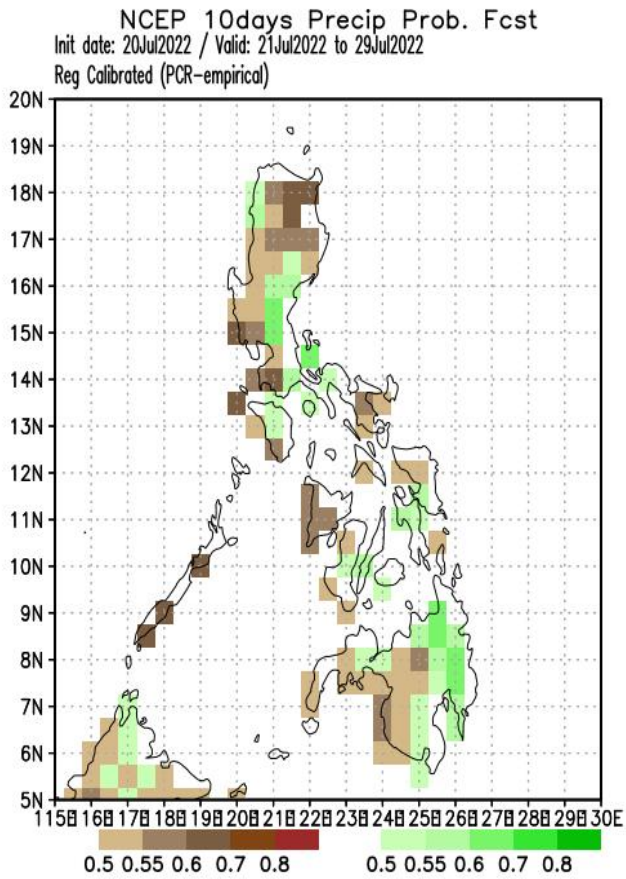 NCEP 10days Precip Prob. Fcst
Init date: 20Jul2022 / Valid: 21Jul2022 to 29Jul2022
Reg Calibrated (PCR-empirical)
20N
19N
18N
17N
16N
15N
14N
13N
12N
11N
10N
9N
8N
7N
6N
5N
115E 116E 117E 118E 119E 120E 121E 122E 123E 124E 125E 126E 127E 128E 129E 130E
0.5 0.55 0.6 0.7 0.8 0.5 0.55 0.6 0.7 0.8